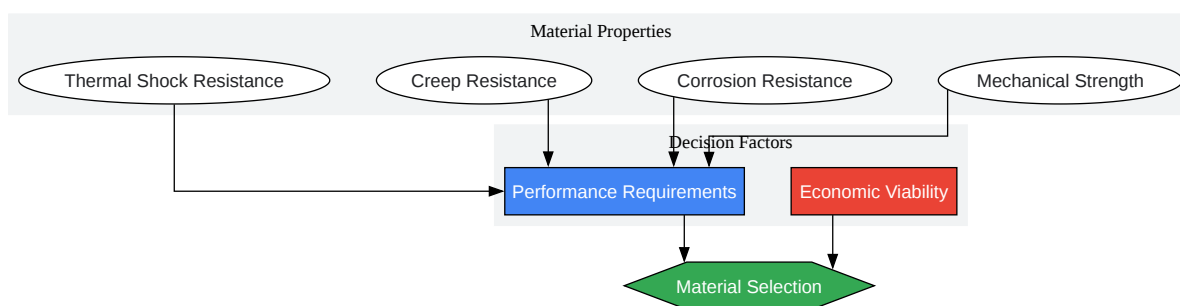 Material Properties
Thermal Shock Resistance
Creep Resistance
Corrosion Resistance
Mechanical Strength
Decision Factors
Performance Requirements
Economic Viability
Material Selection